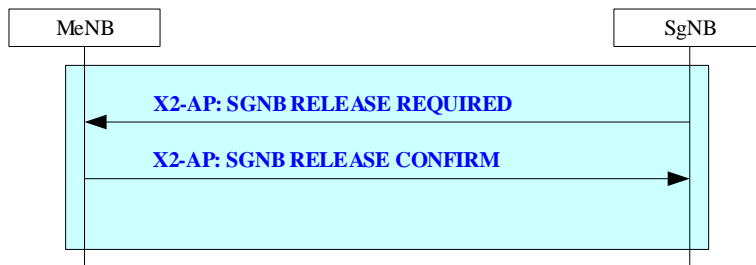 MeNB
SgNB
X2-AP: SGNB RELEASE REQUIRED
X2-AP: SGNB RELEASE CONFIRM